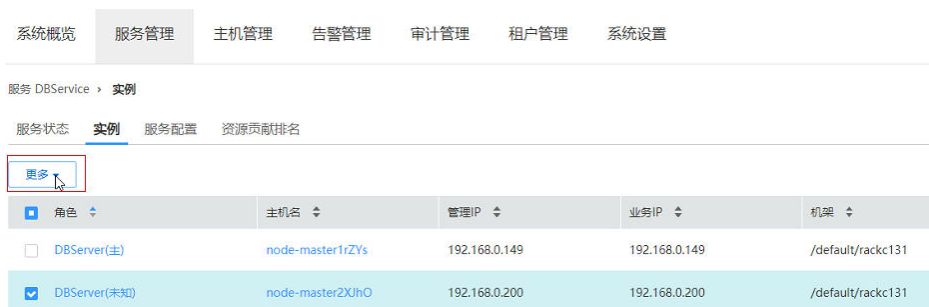 系统概览 服务管理 主机管理 告警管理 审计管理 租户管理 系统设置
服务 DBService › 实例
服务状态 实例 服务配置 资源贡献排名
更多
角色 主机名 管理IP 业务IP 机架
DBServer(主) node-master1rZYs 192.168.0.149 192.168.0.149 /default/rackc131
DBServer(未知) node-master2XJhO 192.168.0.200 192.168.0.200 /default/rackc131